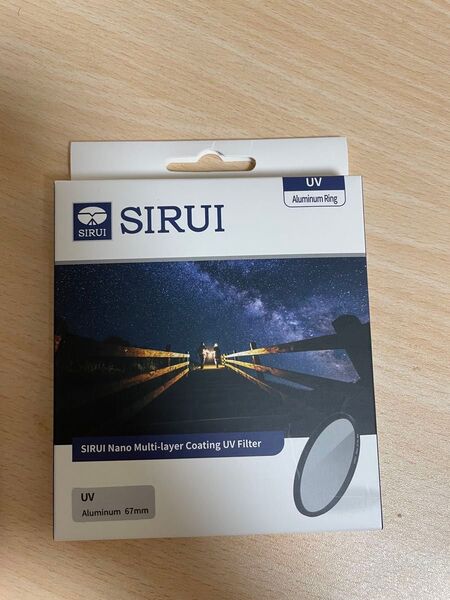 UV
Aluminum Ring
SIRUI
SIRUI
SIRUI Nano Multi-layer Coating UV Filter
UV
Aluminum 67mm